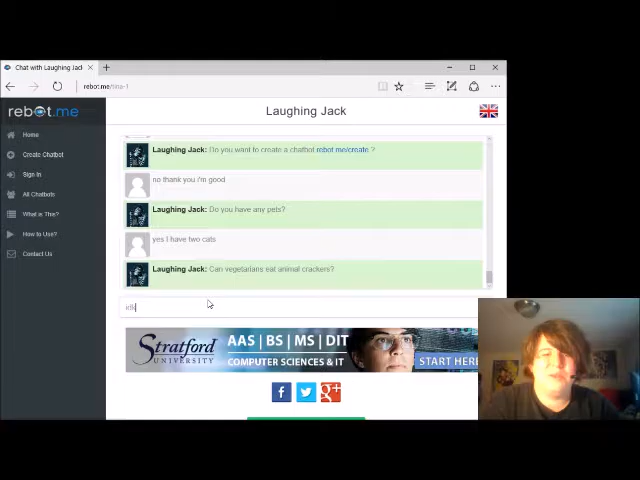 Chat with Laughing Jack
rebot.me/tina-1
rebot.me
Laughing Jack
Home
Create Chatbot
Sign In
All Chatbots
What is This?
How to Use?
Contact Us
Laughing Jack: Do you want to create a chatbot rebot me/create ?
no thank you i'm good
Laughing Jack: Do you have any pets?
yes I have two cats
Laughing Jack: Can vegetarians eat animal crackers?
idk
Stratford
UNIVERSITY
AAS | BS | MS | DIT
COMPUTER SCIENCES & IT
START HERE
f
g+